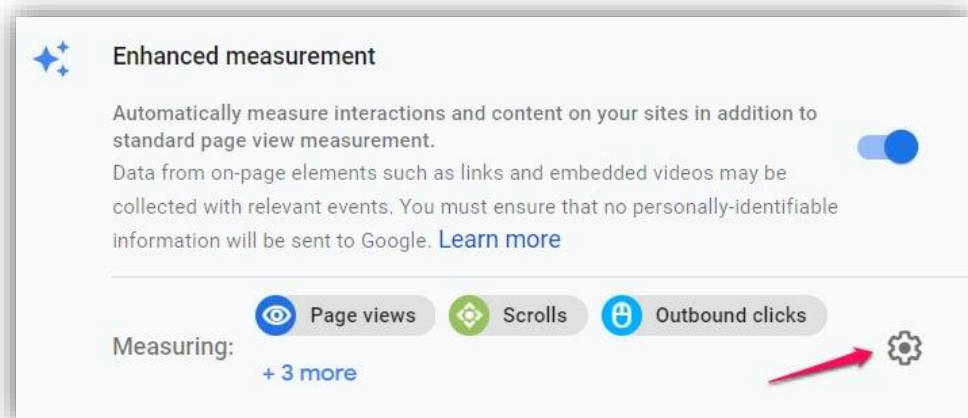 Enhanced measurement
Automatically measure interactions and content on your sites in addition to
standard page view measurement.
Data from on-page elements such as links and embedded videos may be
collected with relevant events. You must ensure that no personally-identifiable
information will be sent to Google. Learn more
Page views Scrolls Outbound clicks
Measuring:
+ 3 more